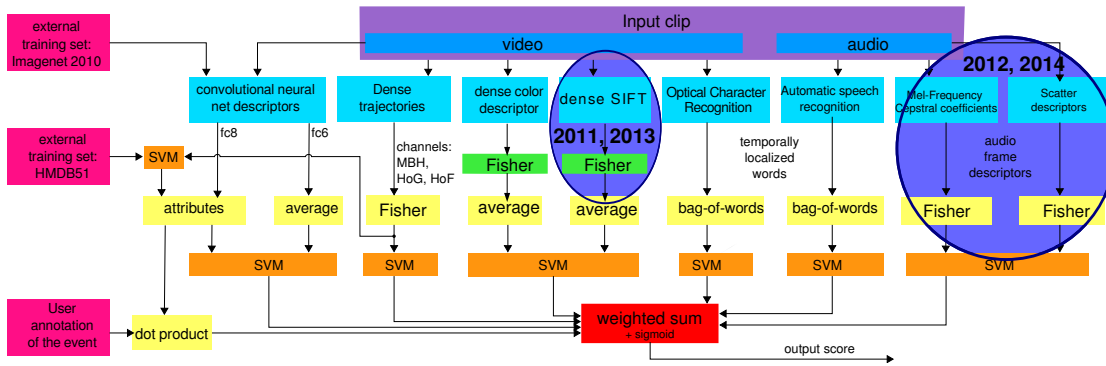 Input clip
video
audio
external
training set:
Imagenet 2010
convolutional neural
net descriptors
Dense
trajectories
dense color
descriptor
dense SIFT
Optical Character
Recognition
Automatic speech
recognition
2012, 2014
Mel-Frequency
Cepstral coefficients
Scatter
descriptors
fc8
fc6
2011, 2013
channels:
MBH,
HoG, HoF
temporally
localized
words
audio
frame
descriptors
external
training set:
HMDB51
SVM
Fisher
Fisher
attributes
average
Fisher
average
average
bag-of-words
bag-of-words
Fisher
Fisher
SVM
SVM
SVM
SVM
SVM
SVM
User
annotation
of the event
dot product
weighted sum
+ sigmoid
output score